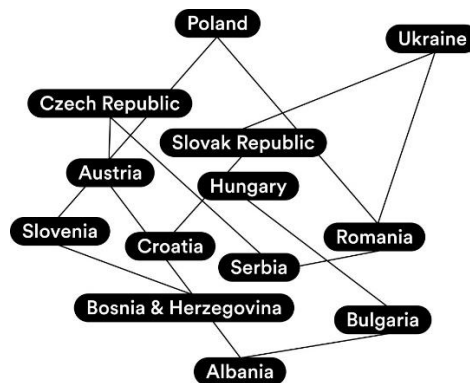 Poland
Ukraine
Czech Republic
Slovak Republic
Austria
Hungary
Slovenia
Croatia
Romania
Serbia
Bosnia & Herzegovina
Bulgaria
Albania